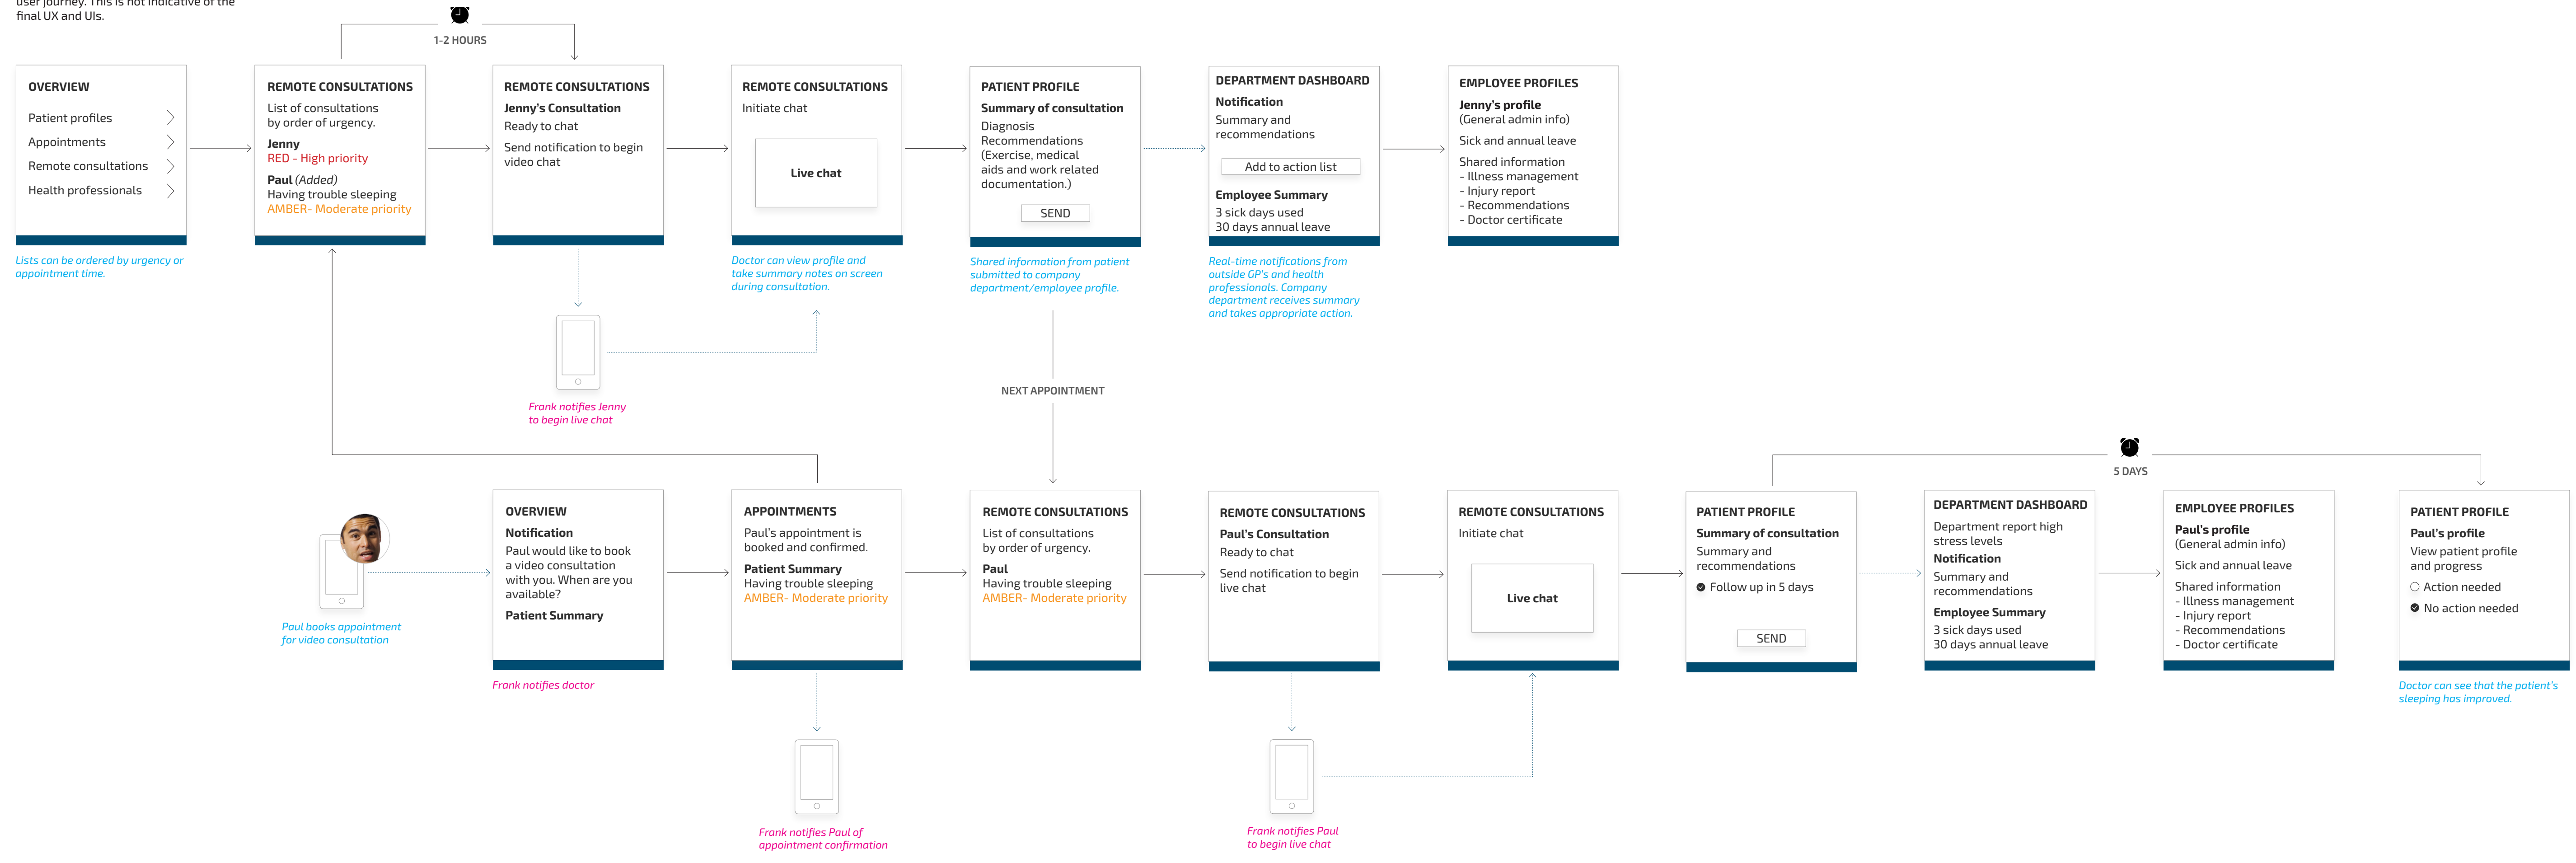 user journey. This is not indicative of the
final UX and UIs.
1-2 HOURS
OVERVIEW
Patient profiles
Appointments
Remote consultations
Health professionals
Lists can be ordered by urgency or
appointment time.
REMOTE CONSULTATIONS
List of consultations
by order of urgency.
Jenny
RED - High priority
Paul (Added)
Having trouble sleeping
AMBER- Moderate priority
REMOTE CONSULTATIONS
Jenny's Consultation
Ready to chat
Send notification to begin
video chat
Frank notifies Jenny
to begin live chat
REMOTE CONSULTATIONS
Initiate chat
Live chat
Doctor can view profile and
take summary notes on screen
during consultation.
PATIENT PROFILE
Summary of consultation
Diagnosis
Recommendations
(Exercise, medical
aids and work related
documentation.)
SEND
Shared information from patient
submitted to company
department/employee profile.
DEPARTMENT DASHBOARD
Notification
Summary and
recommendations
Add to action list
Employee Summary
3 sick days used
30 days annual leave
Real-time notifications from
outside GP's and health
professionals. Company
department receives summary
and takes appropriate action.
EMPLOYEE PROFILES
Jenny's profile
(General admin info)
Sick and annual leave
Shared information
- Illness management
- Injury report
- Recommendations
- Doctor certificate
NEXT APPOINTMENT
5 DAYS
Paul books appointment
for video consultation
OVERVIEW
Notification
Paul would like to book
a video consultation
with you. When are you
available?
Patient Summary
Frank notifies doctor
APPOINTMENTS
Paul's appointment is
booked and confirmed.
Patient Summary
Having trouble sleeping
AMBER- Moderate priority
Frank notifies Paul of
appointment confirmation
REMOTE CONSULTATIONS
List of consultations
by order of urgency.
Paul
Having trouble sleeping
AMBER- Moderate priority
REMOTE CONSULTATIONS
Paul's Consultation
Ready to chat
Send notification to begin
live chat
Frank notifies Paul
to begin live chat
REMOTE CONSULTATIONS
Initiate chat
Live chat
PATIENT PROFILE
Summary of consultation
Summary and
recommendations
Follow up in 5 days
SEND
DEPARTMENT DASHBOARD
Department report high
stress levels
Notification
Summary and
recommendations
Employee Summary
3 sick days used
30 days annual leave
EMPLOYEE PROFILES
Paul's profile
(General admin info)
Sick and annual leave
Shared information
- Illness management
- Injury report
- Recommendations
- Doctor certificate
PATIENT PROFILE
Paul's profile
View patient profile
and progress
Action needed
No action needed
Doctor can see that the patient's
sleeping has improved.